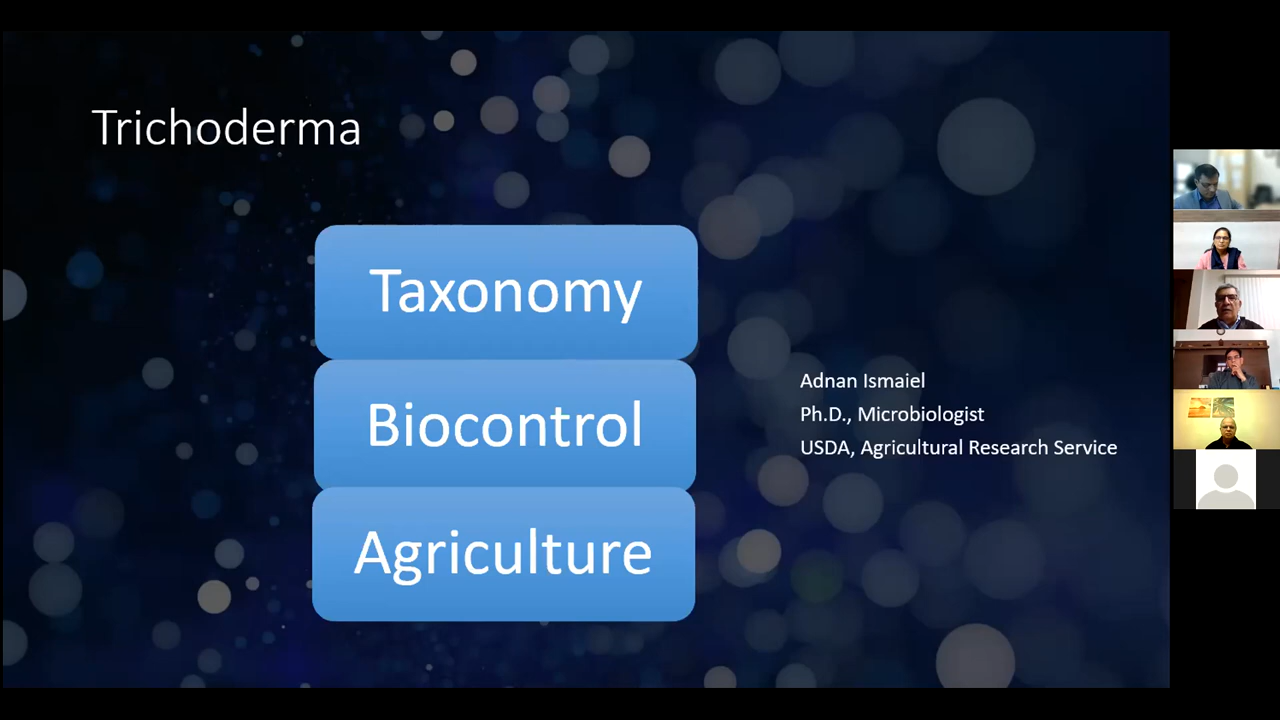 Trichoderma
Taxonomy
Biocontrol
Agriculture
Adnan Ismaiel
Ph.D., Microbiologist
USDA, Agricultural Research Service